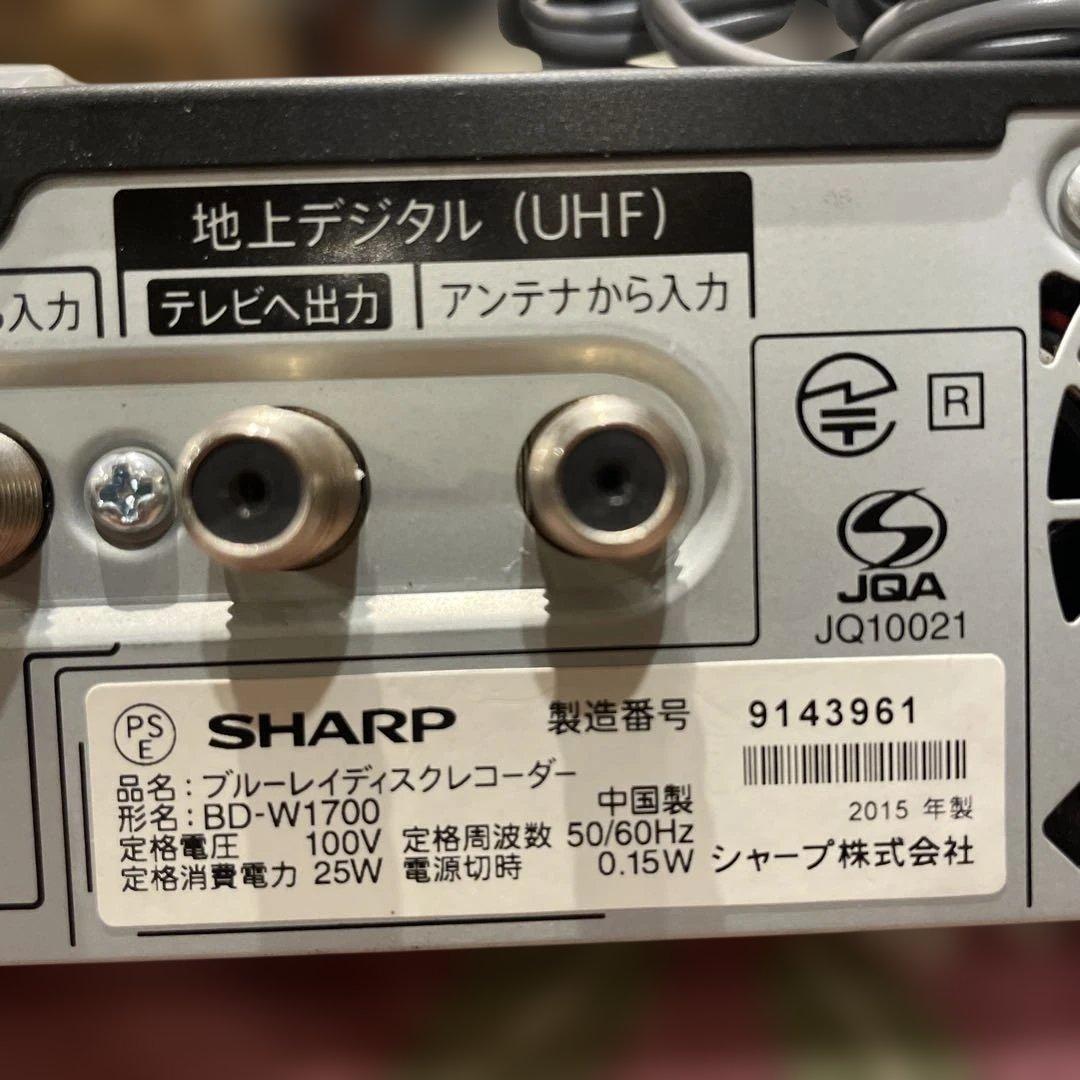 地上デジタル (UHF)
ら入力
テレビへ出力
アンテナから入力
R
JQA
JQ10021
PS
E
SHARP
製造番号 9143961
品名:ブルーレイディスクレコーダー
形名:BD-W1700
中国製
2015 年製
定格電圧 100V 定格周波数 50/60Hz
定格消費電力 25W 電源切時 0.15W
シャープ株式会社